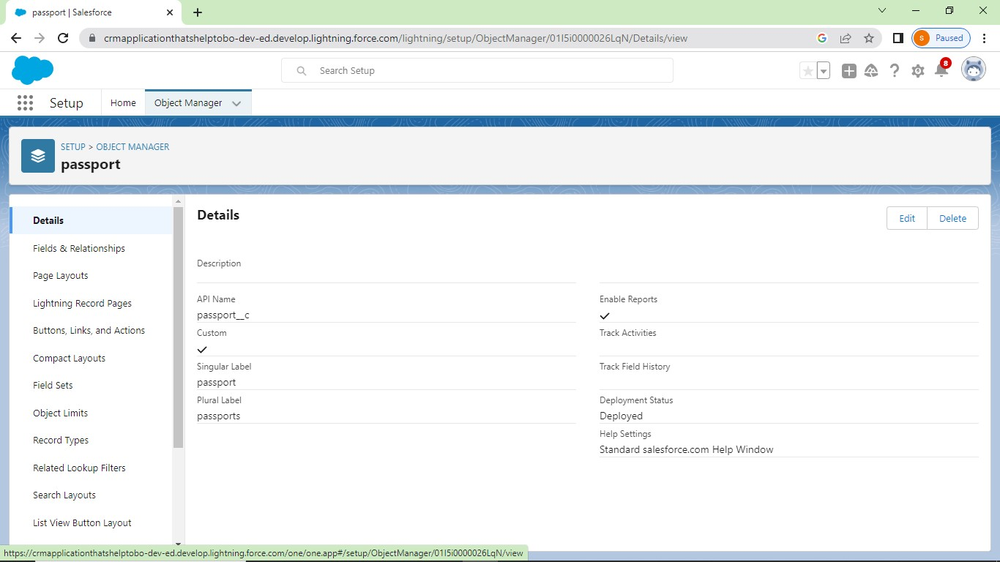 passport | Salesforce
crmapplicationthatshelptobo-dev-ed.develop.lightning.force.com/lightning/setup/ObjectManager/01I5i0000026LqN/Details/view
S Paused
Search Setup
8
Setup Home Object Manager
SETUP > OBJECT MANAGER
passport
Details
Fields & Relationships
Page Layouts
Lightning Record Pages
Buttons, Links, and Actions
Compact Layouts
Field Sets
Object Limits
Record Types
Related Lookup Filters
Search Layouts
List View Button Layout
Details
Edit Delete
Description
API Name
passport__c
Custom
Singular Label
passport
Plural Label
passports
Enable Reports
Track Activities
Track Field History
Deployment Status
Deployed
Help Settings
Standard salesforce.com Help Window
https://crmapplicationthatshelptobo-dev-ed.develop.lightning.force.com/one/one.app#/setup/ObjectManager/01I5i0000026LqN/view